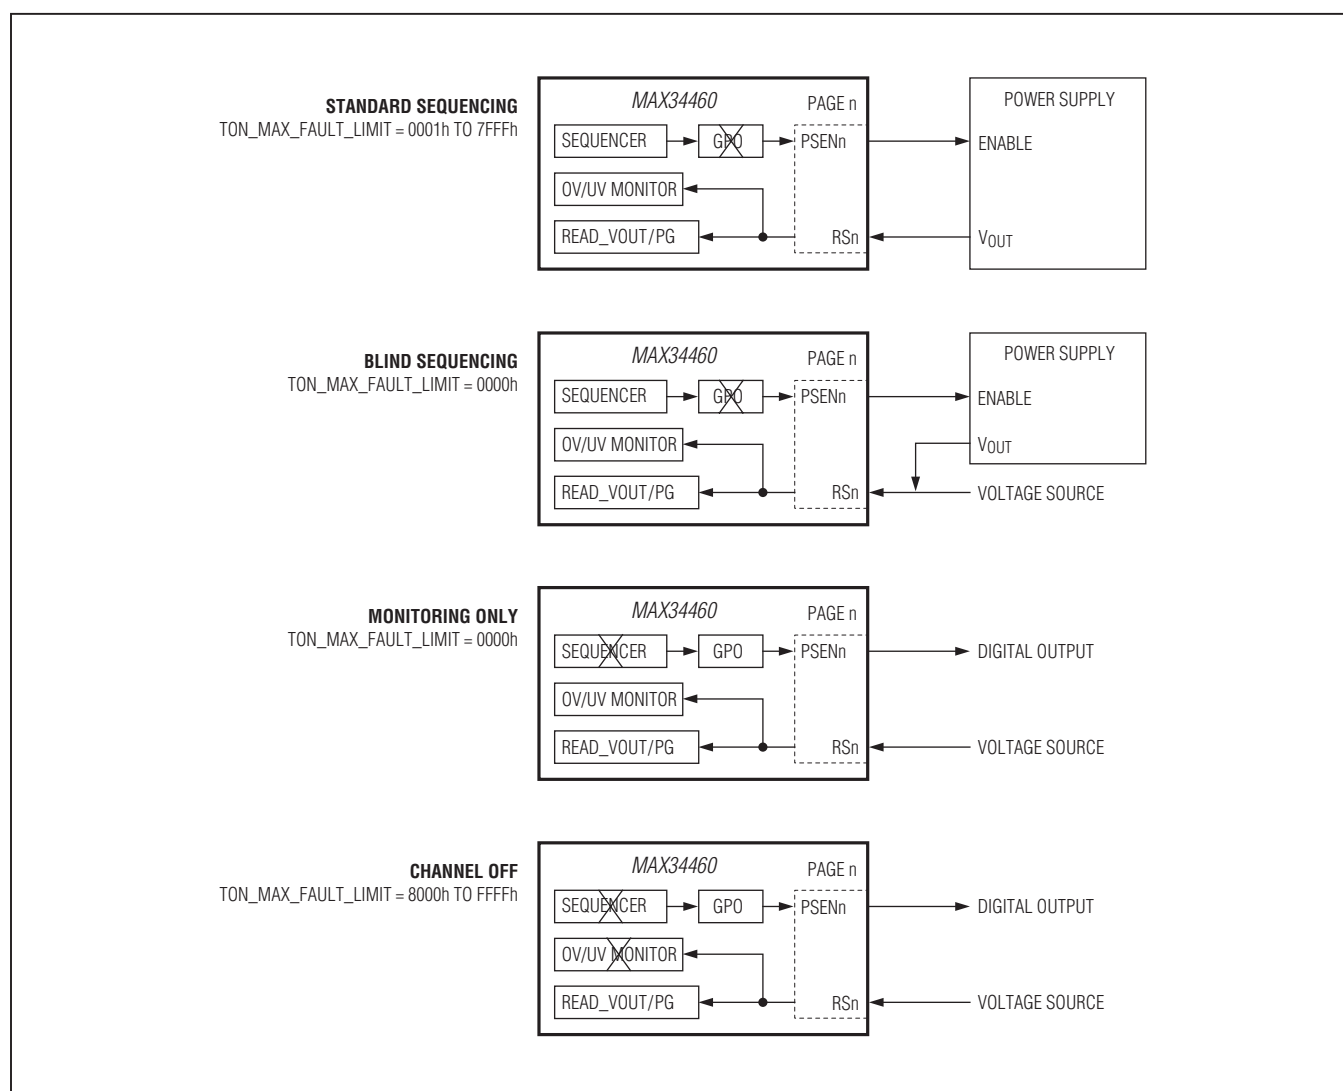 STANDARD SEQUENCING
TON_MAX_FAULT_LIMIT = 0001h TO 7FFFh
MAX34460
PAGE n
SEQUENCER
GPO
PSENn
OV/UV MONITOR
READ_VOUT/PG
RSn
POWER SUPPLY
ENABLE
VOUT
BLIND SEQUENCING
TON_MAX_FAULT_LIMIT = 0000h
MAX34460
PAGE n
SEQUENCER
GPO
PSENn
OV/UV MONITOR
READ_VOUT/PG
RSn
POWER SUPPLY
ENABLE
VOUT
VOLTAGE SOURCE
MONITORING ONLY
TON_MAX_FAULT_LIMIT = 0000h
MAX34460
PAGE n
SEQUENCER
GPO
PSENn
OV/UV MONITOR
READ_VOUT/PG
RSn
DIGITAL OUTPUT
VOLTAGE SOURCE
CHANNEL OFF
TON_MAX_FAULT_LIMIT = 8000h TO FFFFh
MAX34460
PAGE n
SEQUENCER
GPO
PSENn
OV/UV MONITOR
READ_VOUT/PG
RSn
DIGITAL OUTPUT
VOLTAGE SOURCE